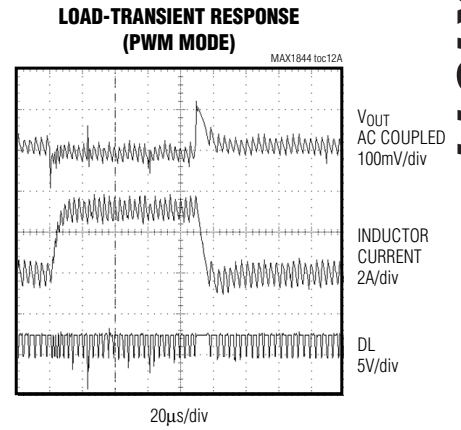 LOAD-TRANSIENT RESPONSE
(PWM MODE)
MAX1844 toc12A
VOUT
AC COUPLED
100mV/div
INDUCTOR
CURRENT
2A/div
DL
5V/div
20μs/div